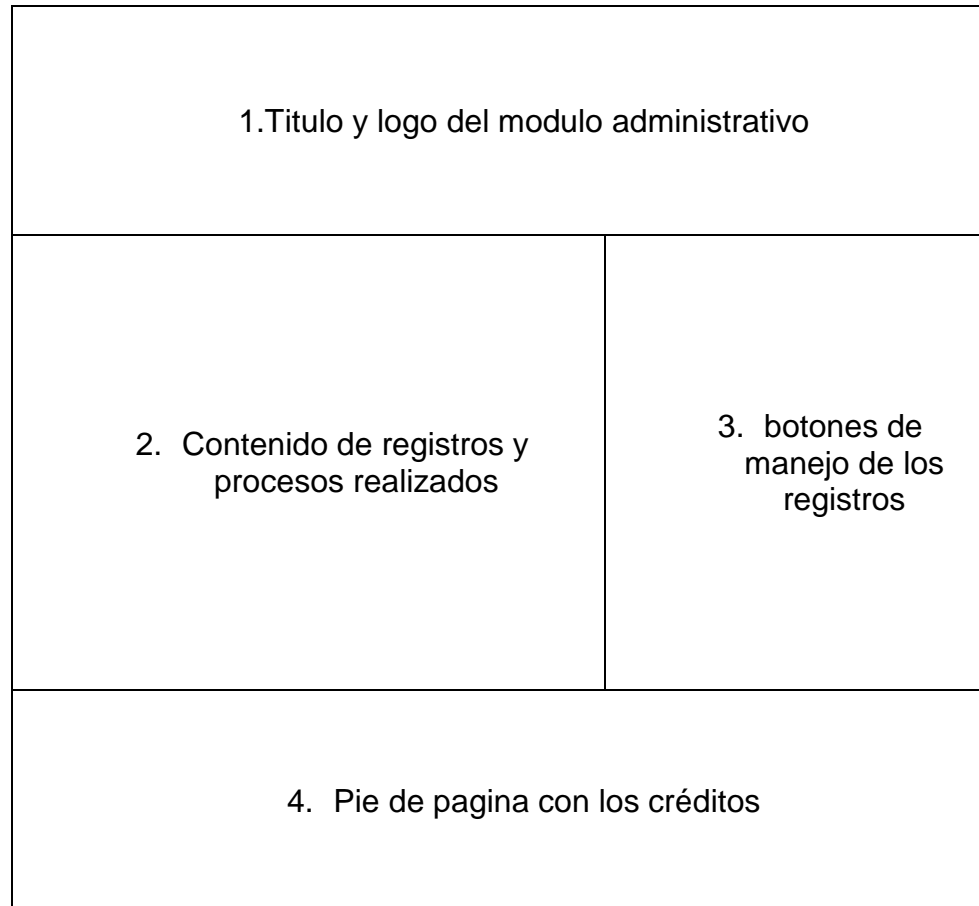 1.Titulo y logo del modulo administrativo
2. Contenido de registros y
procesos realizados
3. botones de
manejo de los
registros
4. Pie de pagina con los créditos